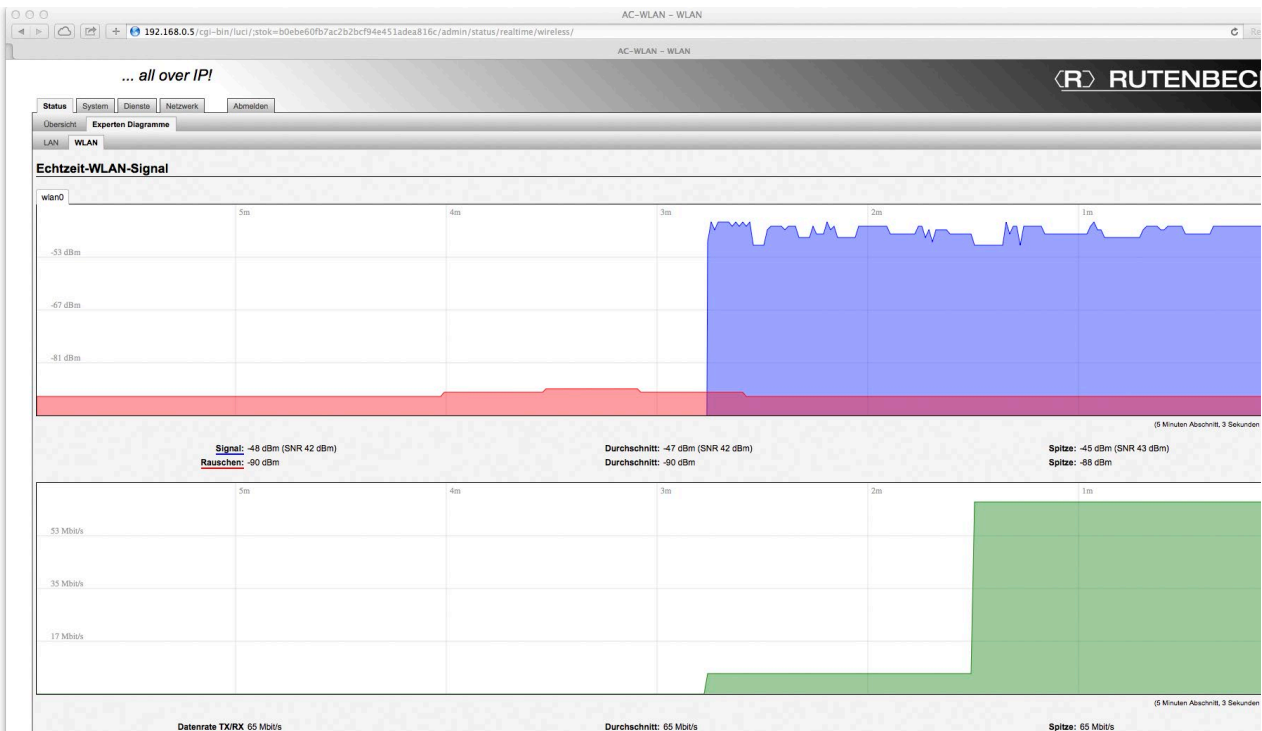 AC-WLAN – WLAN
192.168.0.5/cgi-bin/luci/;stok=b0ebe60fb7ac2b2bcf94e451adea816c/admin/status/realtime/wireless/
AC-WLAN – WLAN
... all over IP!
⟨R⟩ RUTENBEC
Status System Dienste Netzwerk Abmelden
Übersicht Experten Diagramme
LAN WLAN
Echtzeit-WLAN-Signal
wlan0
5m 4m 3m 2m 1m
-53 dBm
-67 dBm
-81 dBm
(5 Minuten Abschnitt, 3 Sekunden
Signal: -48 dBm (SNR 42 dBm) Durchschnitt: -47 dBm (SNR 42 dBm) Spitze: -45 dBm (SNR 43 dBm)
Rauschen: -90 dBm Durchschnitt: -90 dBm Spitze: -88 dBm
5m 4m 3m 2m 1m
53 Mbit/s
35 Mbit/s
17 Mbit/s
(5 Minuten Abschnitt, 3 Sekunden
Datenrate TX/RX 65 Mbit/s Durchschnitt: 65 Mbit/s Spitze: 65 Mbit/s